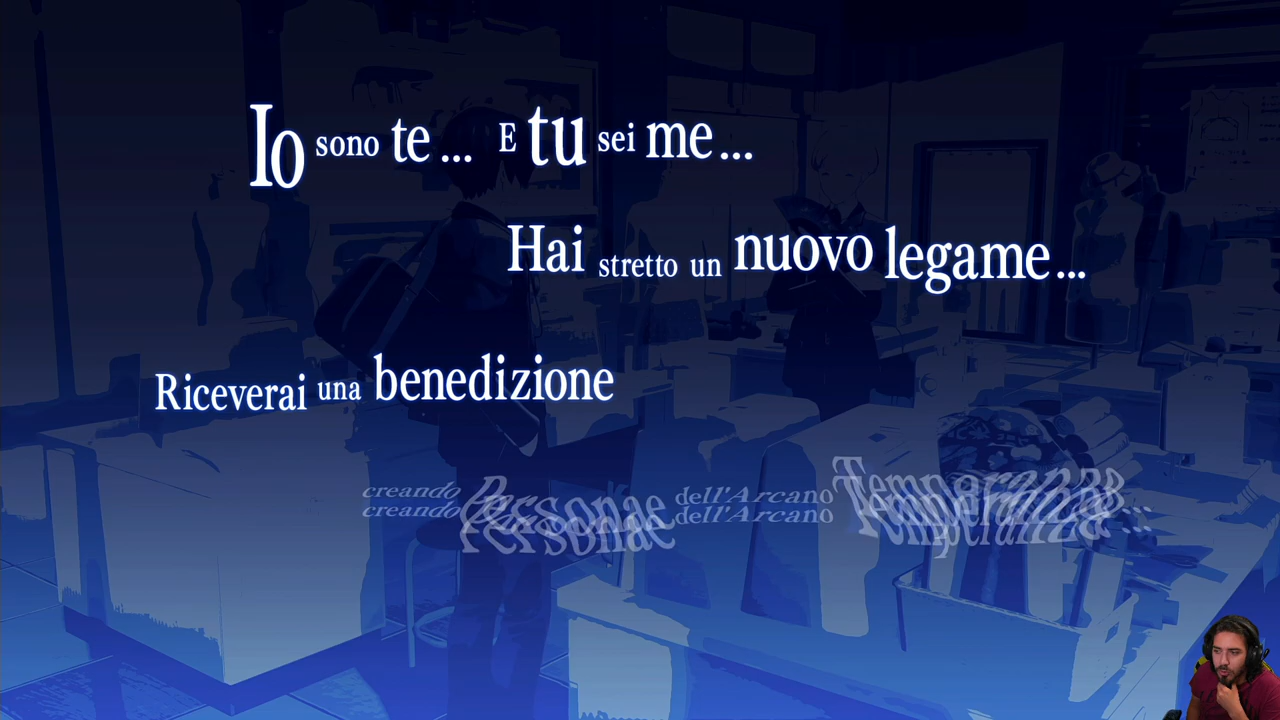 Io sono te... E tu sei me...
Hai stretto un nuovo legame...
Riceverai una benedizione
creando Personae dell'Arcano Temperanza...